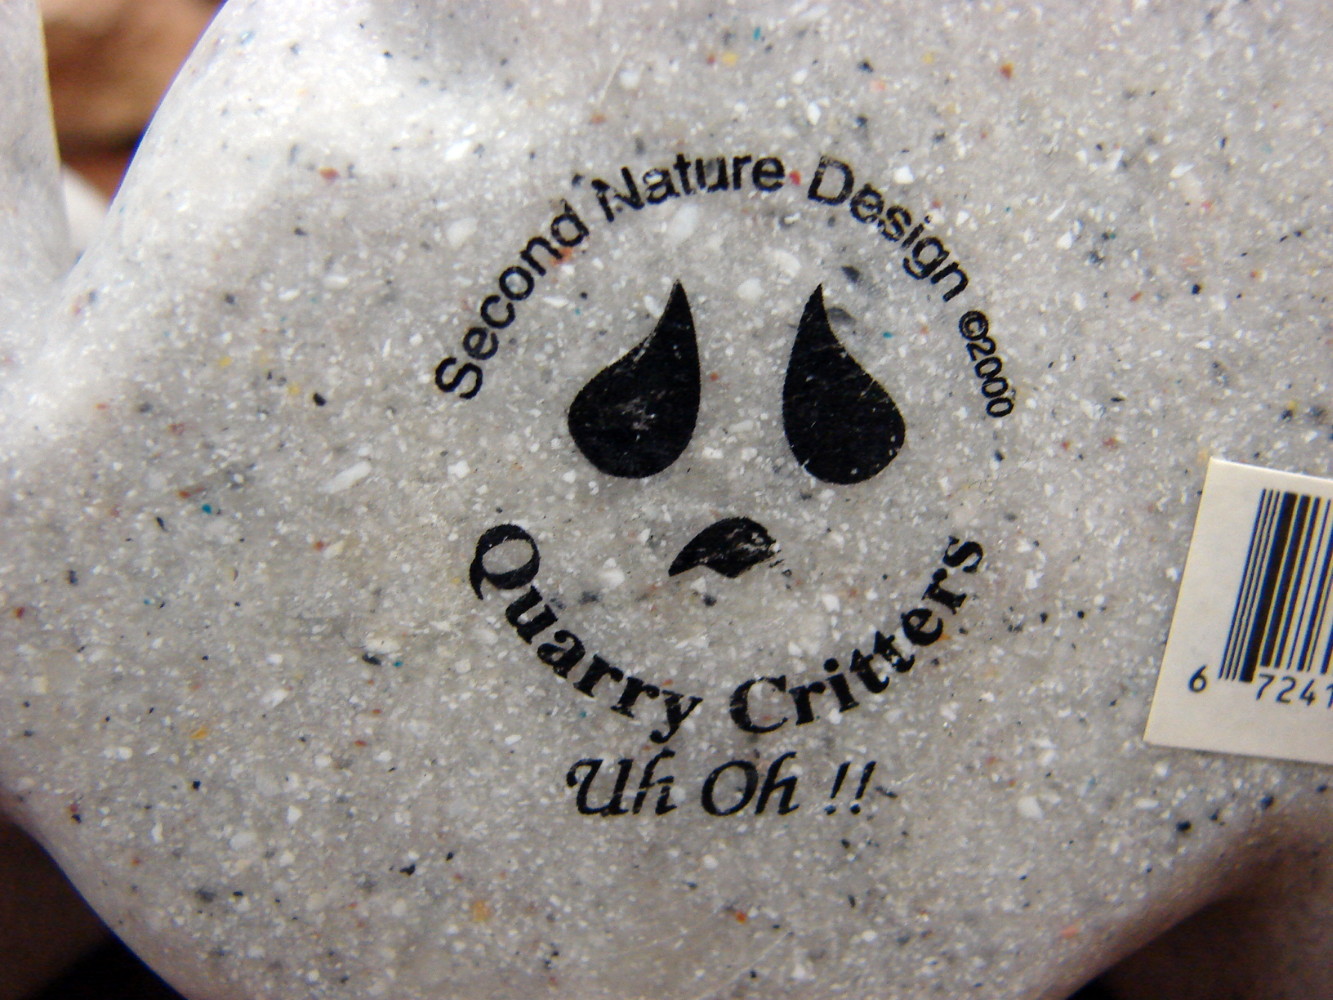 Second Nature Design ©2000
Quarry Critters
Uh Oh !!
6 7241